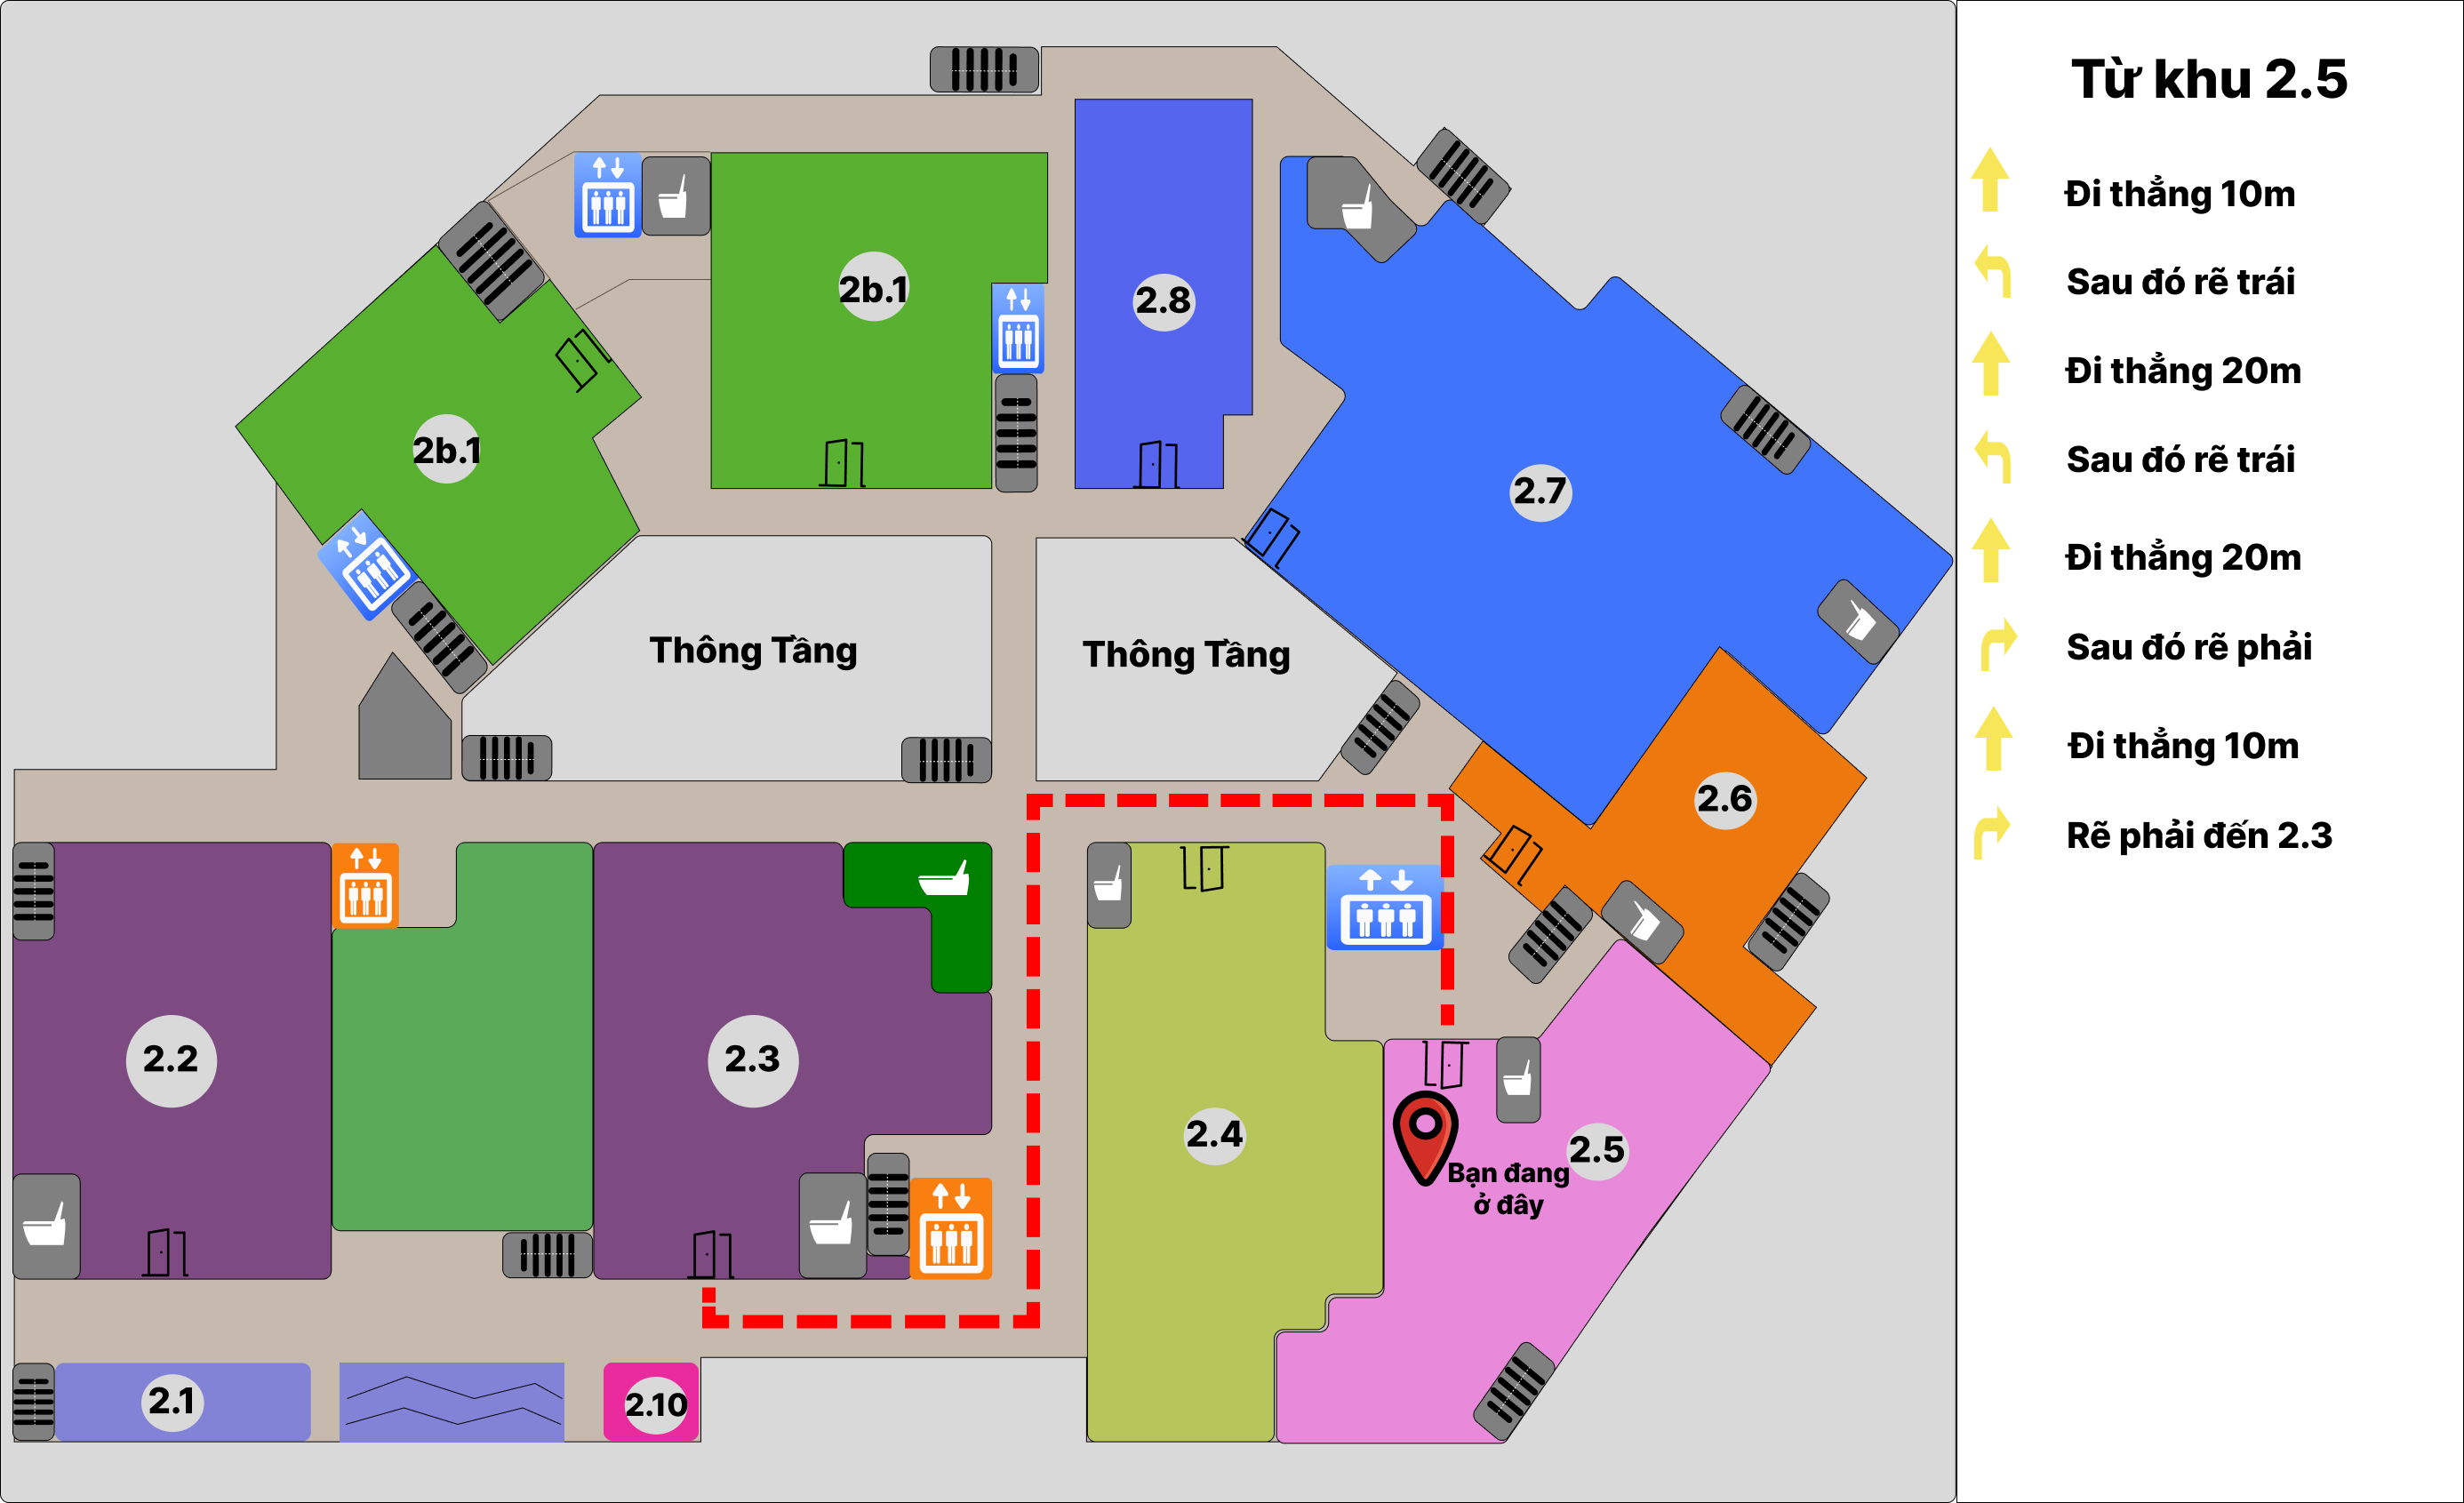 Từ khu 2.5
Đi thẳng 10m
Sau đó rẽ trái
Đi thẳng 20m
Sau đó rẽ trái
Đi thẳng 20m
Sau đó rẽ phải
Đi thẳng 10m
Rẽ phải đến 2.3
2b.1
2.8
2b.1
2.7
Thông Tầng
Thông Tầng
2.6
2.2
2.3
2.4
2.5
Bạn đang
ở đây
2.1
2.10